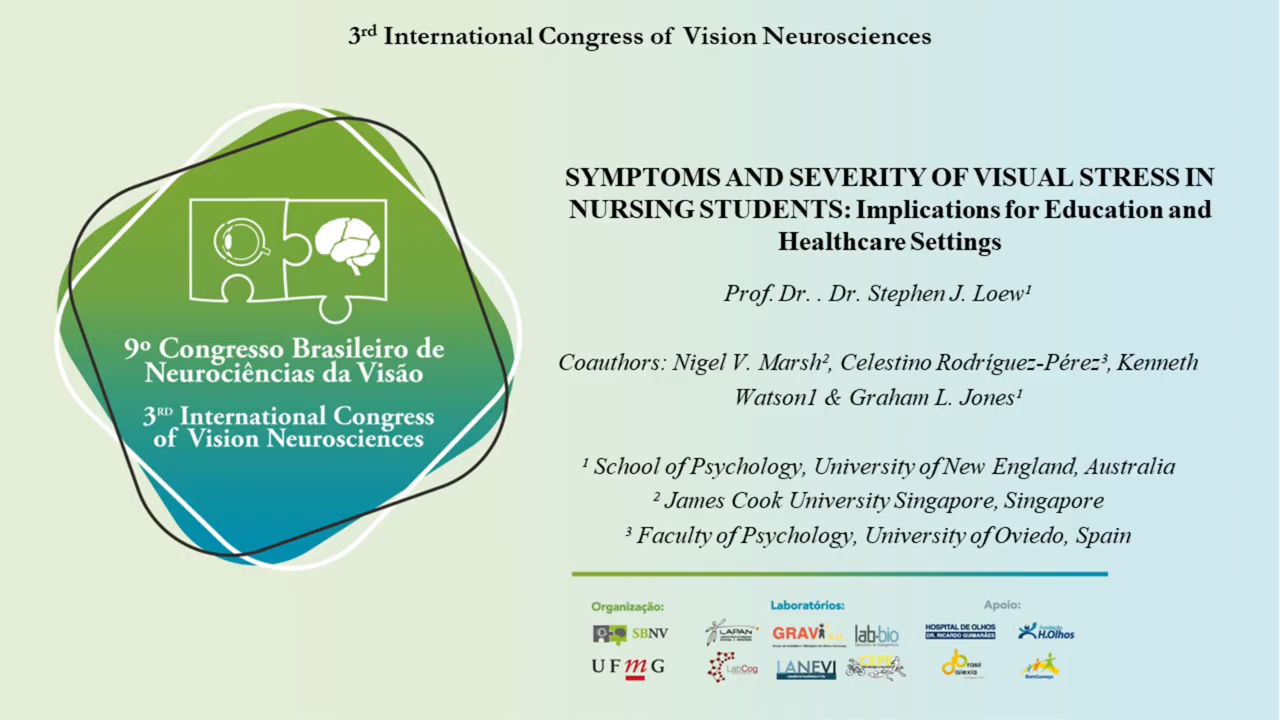 3rd International Congress of Vision Neurosciences
SYMPTOMS AND SEVERITY OF VISUAL STRESS IN
NURSING STUDENTS: Implications for Education and
Healthcare Settings
Prof. Dr. . Dr. Stephen J. Loew¹
Coauthors: Nigel V. Marsh², Celestino Rodríguez-Pérez³, Kenneth
Watson1 & Graham L. Jones¹
¹ School of Psychology, University of New England, Australia
² James Cook University Singapore, Singapore
³ Faculty of Psychology, University of Oviedo, Spain
9º Congresso Brasileiro de
Neurociências da Visão
3RD International Congress
of Vision Neurosciences
Organização:
SBNV
UFmG
Laboratórios:
LAPAN
GRAVi
lab·bio
LabCog
LANEVI
Apoio:
HOSPITAL DE OLHOS
DR. RICARDO GUIMARÃES
Fundação
H.Olhos
Brasil
BomComeço